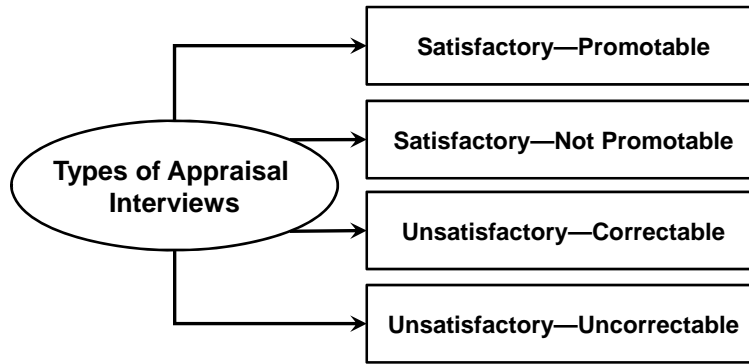 Satisfactory—Promotable
Satisfactory—Not Promotable
Types of Appraisal
Interviews
Unsatisfactory—Correctable
Unsatisfactory—Uncorrectable